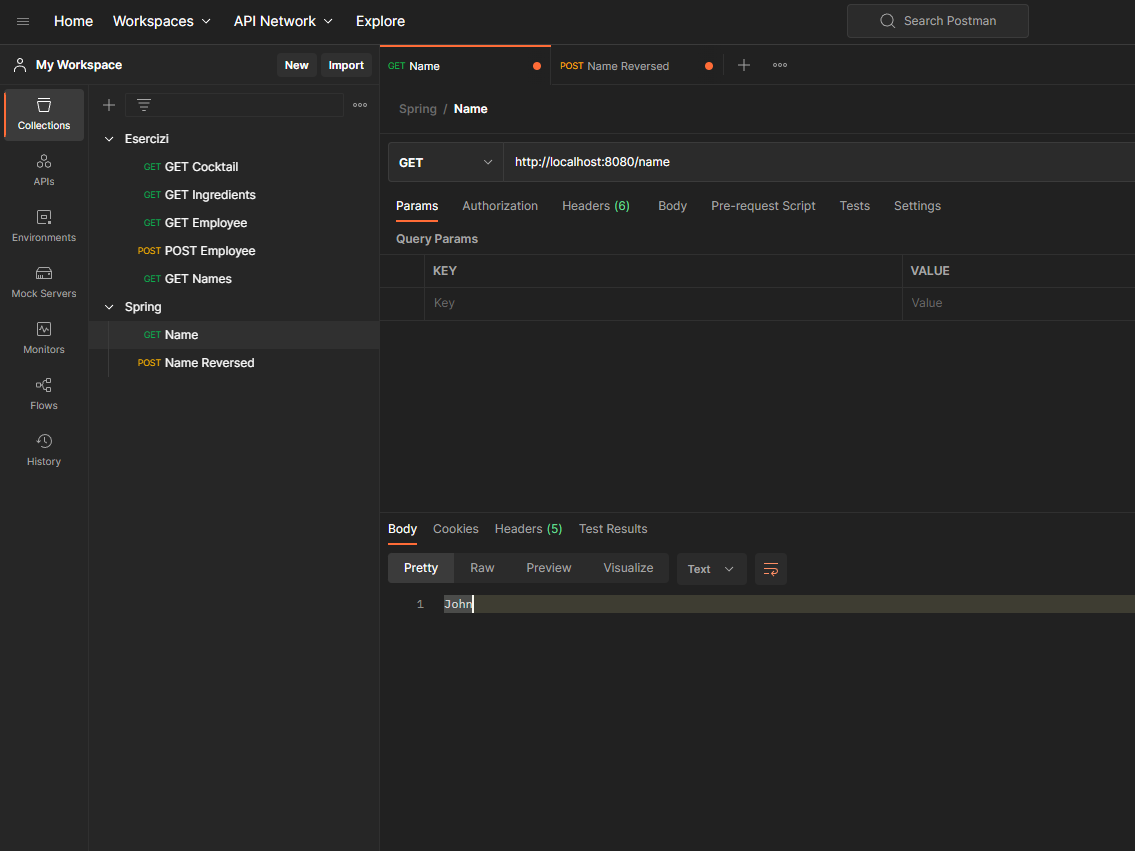 Home Workspaces API Network Explore Search Postman
My Workspace New Import
GET Name POST Name Reversed
Collections
APIs
Environments
Mock Servers
Monitors
Flows
History
Esercizi
GET GET Cocktail
GET GET Ingredients
GET GET Employee
POST POST Employee
GET GET Names
Spring
GET Name
POST Name Reversed
Spring / Name
GET http://localhost:8080/name
Params Authorization Headers (6) Body Pre-request Script Tests Settings
Query Params
KEY VALUE
Key Value
Body Cookies Headers (5) Test Results
Pretty Raw Preview Visualize Text
1 John